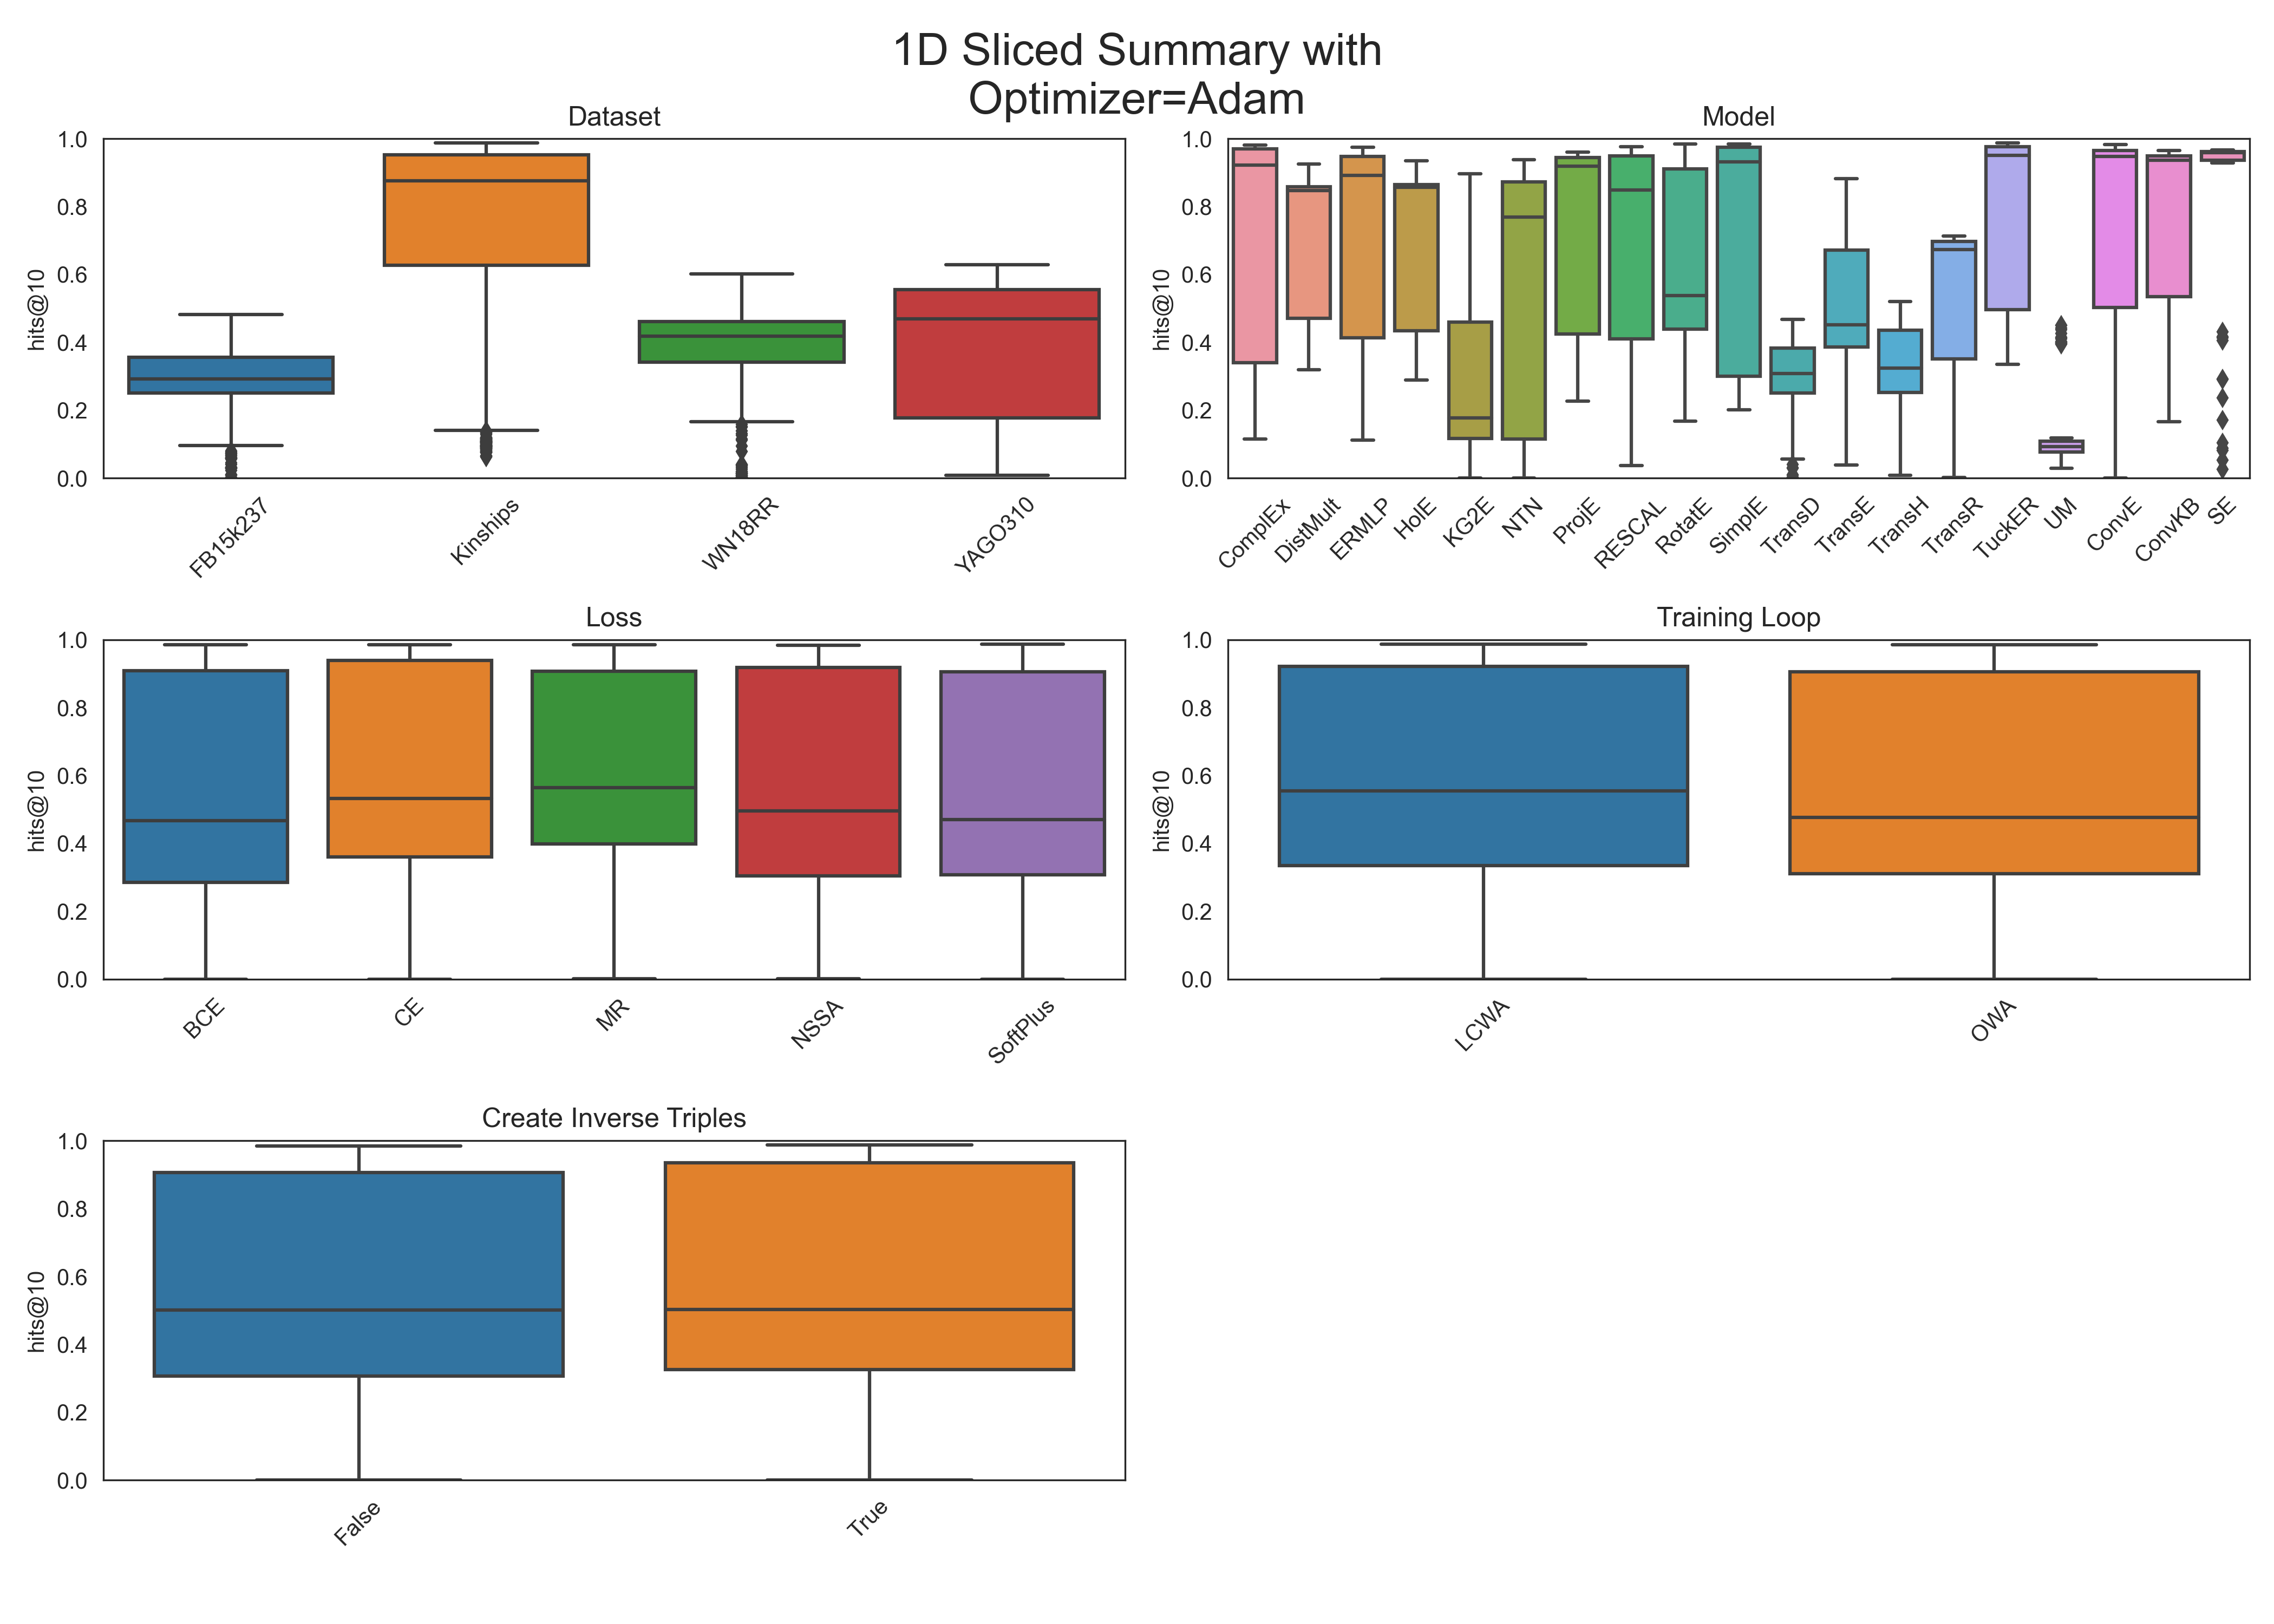 1D Sliced Summary with
Optimizer=Adam
Dataset
hits@10
1.0
0.8
0.6
0.4
0.2
0.0
FB15k237
Kinships
WN18RR
YAGO310
Model
hits@10
1.0
0.8
0.6
0.4
0.2
0.0
ComplEx
DistMult
ERMLP
HolE
KG2E
NTN
ProjE
RESCAL
RotatE
SimplE
TransD
TransE
TransH
TransR
TuckER
UM
ConvE
ConvKB
SE
Loss
hits@10
1.0
0.8
0.6
0.4
0.2
0.0
BCE
CE
MR
NSSA
SoftPlus
Training Loop
hits@10
1.0
0.8
0.6
0.4
0.2
0.0
LCWA
OWA
Create Inverse Triples
hits@10
1.0
0.8
0.6
0.4
0.2
0.0
False
True